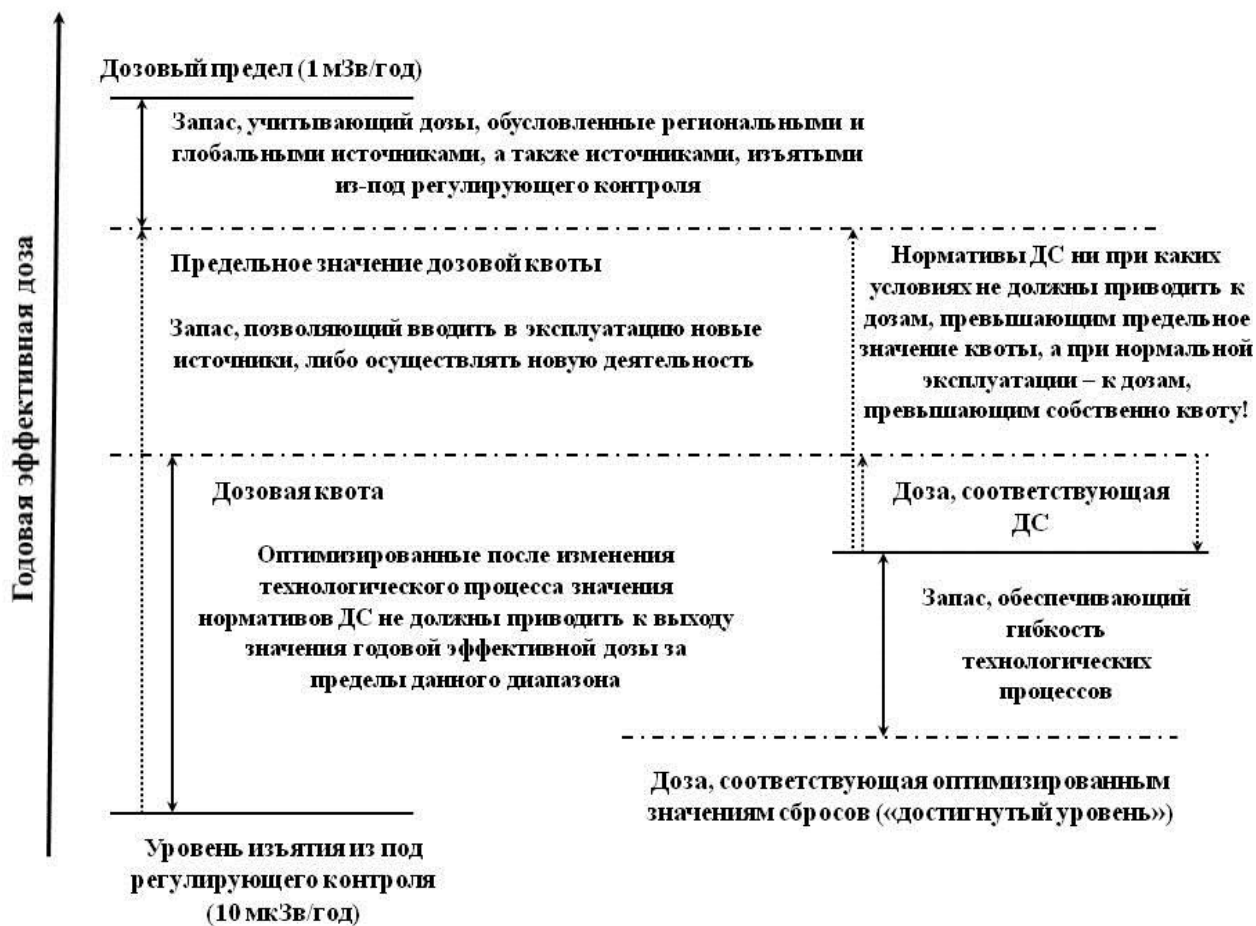 Годовая эффективная доза
Дозовый предел (1 мЗв/год)
Запас, учитывающий дозы, обусловленные региональными и
глобальными источниками, а также источниками, изъятыми
из-под регулирующего контроля
Предельное значение дозовой квоты
Запас, позволяющий вводить в эксплуатацию новые
источники, либо осуществлять новую деятельность
Нормативы ДС ни при каких
условиях не должны приводить к
дозам, превышающим предельное
значение квоты, а при нормальной
эксплуатации – к дозам,
превышающим собственно квоту!
Дозовая квота
Оптимизированные после изменения
технологического процесса значения
нормативов ДС не должны приводить к выходу
значения годовой эффективной дозы за
пределы данного диапазона
Доза, соответствующая
ДС
Запас, обеспечивающий
гибкость
технологических
процессов
Доза, соответствующая оптимизированным
значениям сбросов («достигнутый уровень»)
Уровень изъятия из под
регулирующего контроля
(10 мкЗв/год)